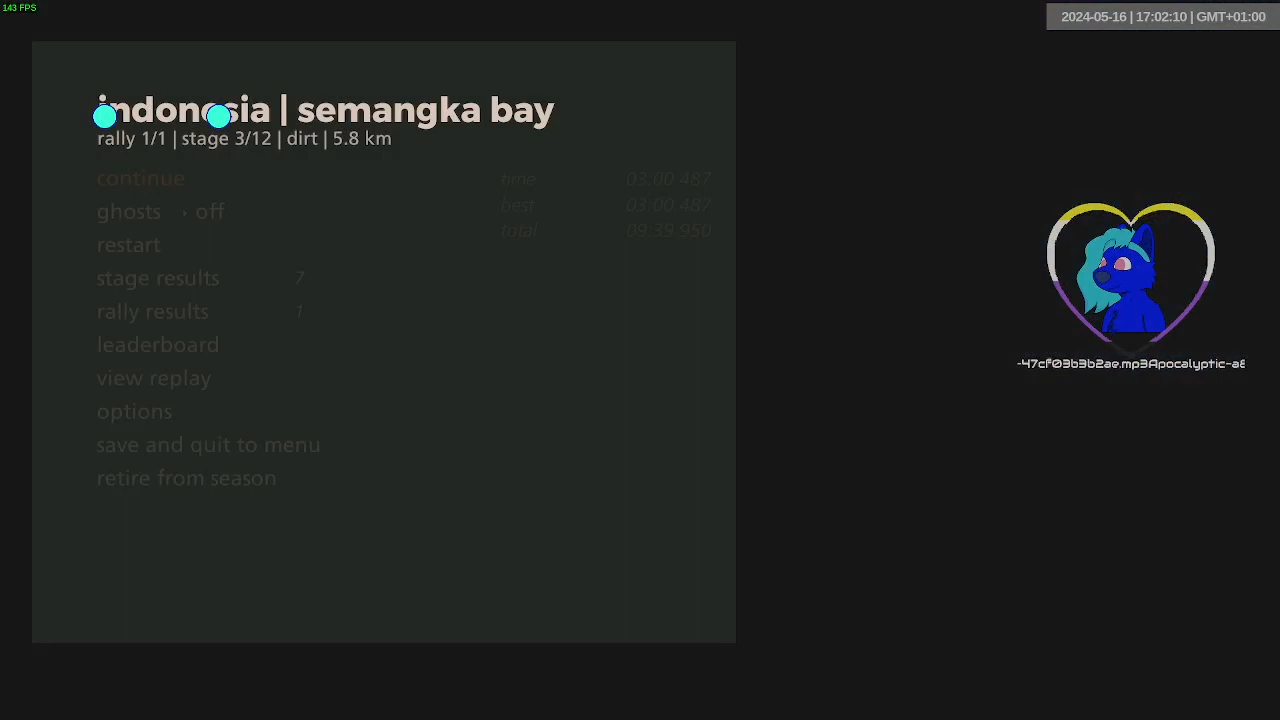 143 FPS
2024-05-16 | 17:02:10 | GMT+01:00
indonesia | semangka bay
rally 1/1 | stage 3/12 | dirt | 5.8 km
continue
ghosts · off
restart
stage results 7
rally results 1
leaderboard
view replay
options
save and quit to menu
retire from season
time 03:00 487
best 03:00 487
total 09:39 950
-47cf03b3b2ae.mp3Apocalyptic-a8